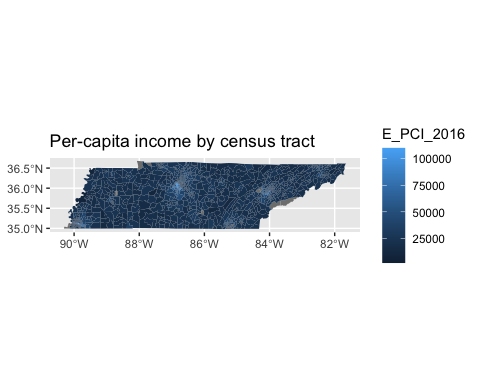 Per-capita income by census tract
36.5°N
36.0°N
35.5°N
35.0°N
90°W 88°W 86°W 84°W 82°W
E_PCI_2016
100000
75000
50000
25000